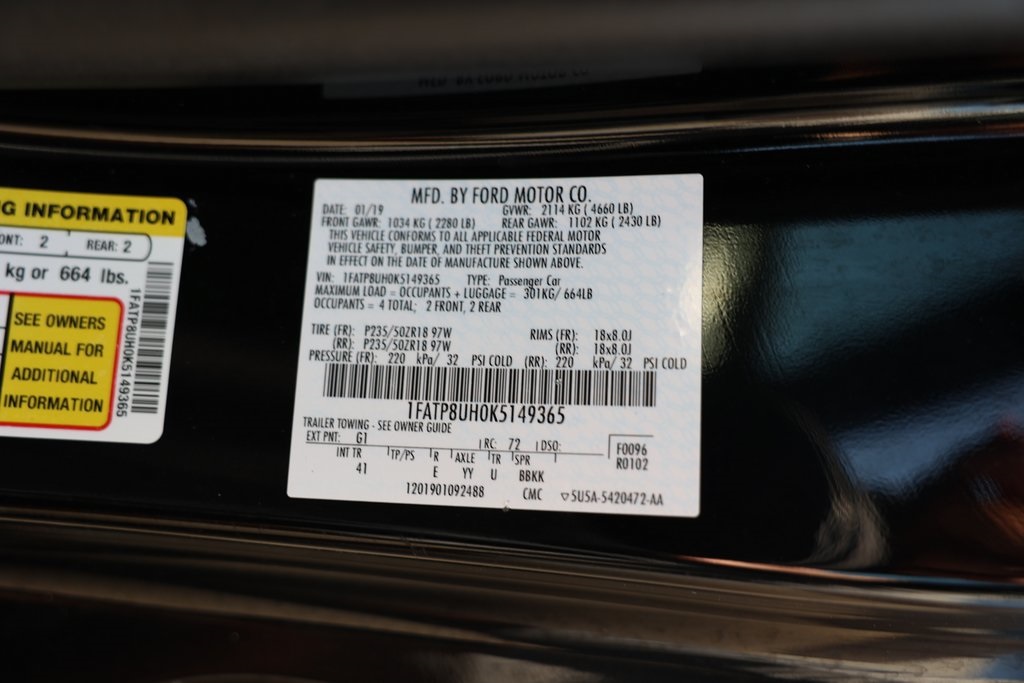 G INFORMATION
ONT: 2 REAR: 2
kg or 664 lbs.
1FATP8UH0K5149365
SEE OWNERS
MANUAL FOR
ADDITIONAL
INFORMATION
MFD. BY FORD MOTOR CO.
DATE: 01/19 GVWR: 2114 KG ( 4660 LB)
FRONT GAWR: 1034 KG ( 2280 LB) REAR GAWR: 1102 KG ( 2430 LB)
THIS VEHICLE CONFORMS TO ALL APPLICABLE FEDERAL MOTOR
VEHICLE SAFETY, BUMPER, AND THEFT PREVENTION STANDARDS
IN EFFECT ON THE DATE OF MANUFACTURE SHOWN ABOVE.
VIN: 1FATP8UH0K5149365 TYPE: Passenger Car
MAXIMUM LOAD = OCCUPANTS + LUGGAGE = 301KG/ 664LB
OCCUPANTS = 4 TOTAL; 2 FRONT, 2 REAR
TIRE (FR): P235/50ZR18 97W RIMS (FR): 18x8.0J
(RR): P235/50ZR18 97W (RR): 18x8.0J
PRESSURE (FR): 220 kPa/ 32 PSI COLD (RR): 220 kPa/ 32 PSI COLD
1FATP8UH0K5149365
TRAILER TOWING - SEE OWNER GUIDE
EXT PNT: G1 RC: 72 DSO: F0096
INT TR TP/PS R AXLE TR SPR R0102
41 E YY U BBKK
1201901092488 CMC ▽5U5A-5420472-AA